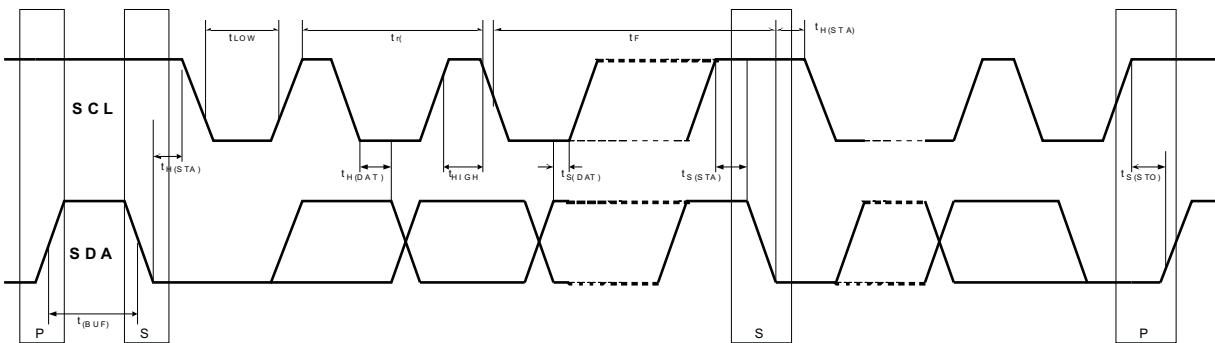 tLOW
tr(
tF
tH(STA)
SCL
tH(STA)
tH(DAT)
tHIGH
tS(DAT)
tS(STA)
tS(STO)
SDA
t(BUF)
P
S
S
P